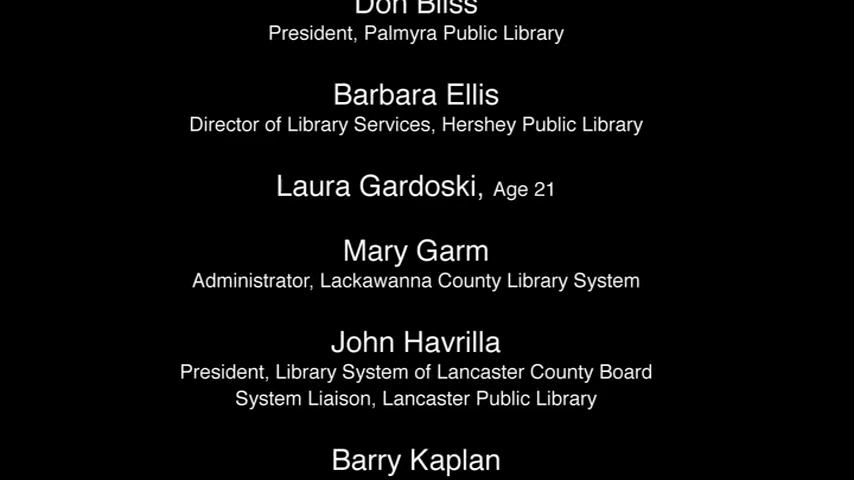 Don Bliss
President, Palmyra Public Library
Barbara Ellis
Director of Library Services, Hershey Public Library
Laura Gardoski, Age 21
Mary Garm
Administrator, Lackawanna County Library System
John Havrilla
President, Library System of Lancaster County Board
System Liaison, Lancaster Public Library
Barry Kaplan